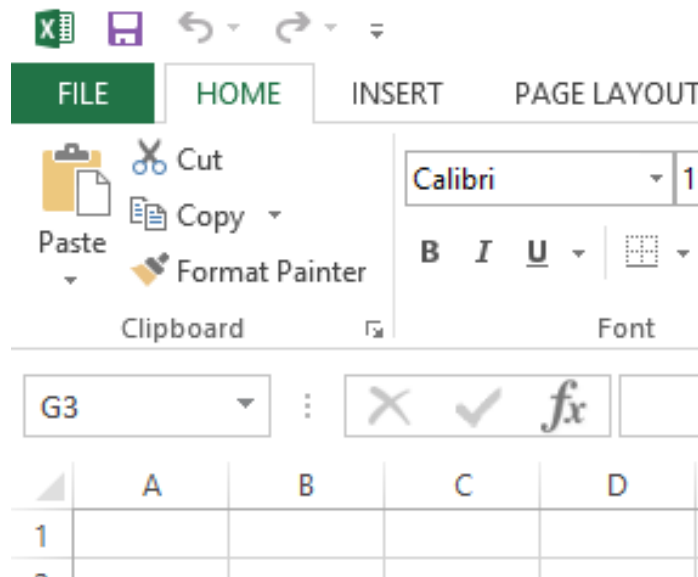 FILE HOME INSERT PAGE LAYOUT
Cut
Calibri
Copy
Paste
B I U
Format Painter
Clipboard Font
G3 fx
A B C D
1